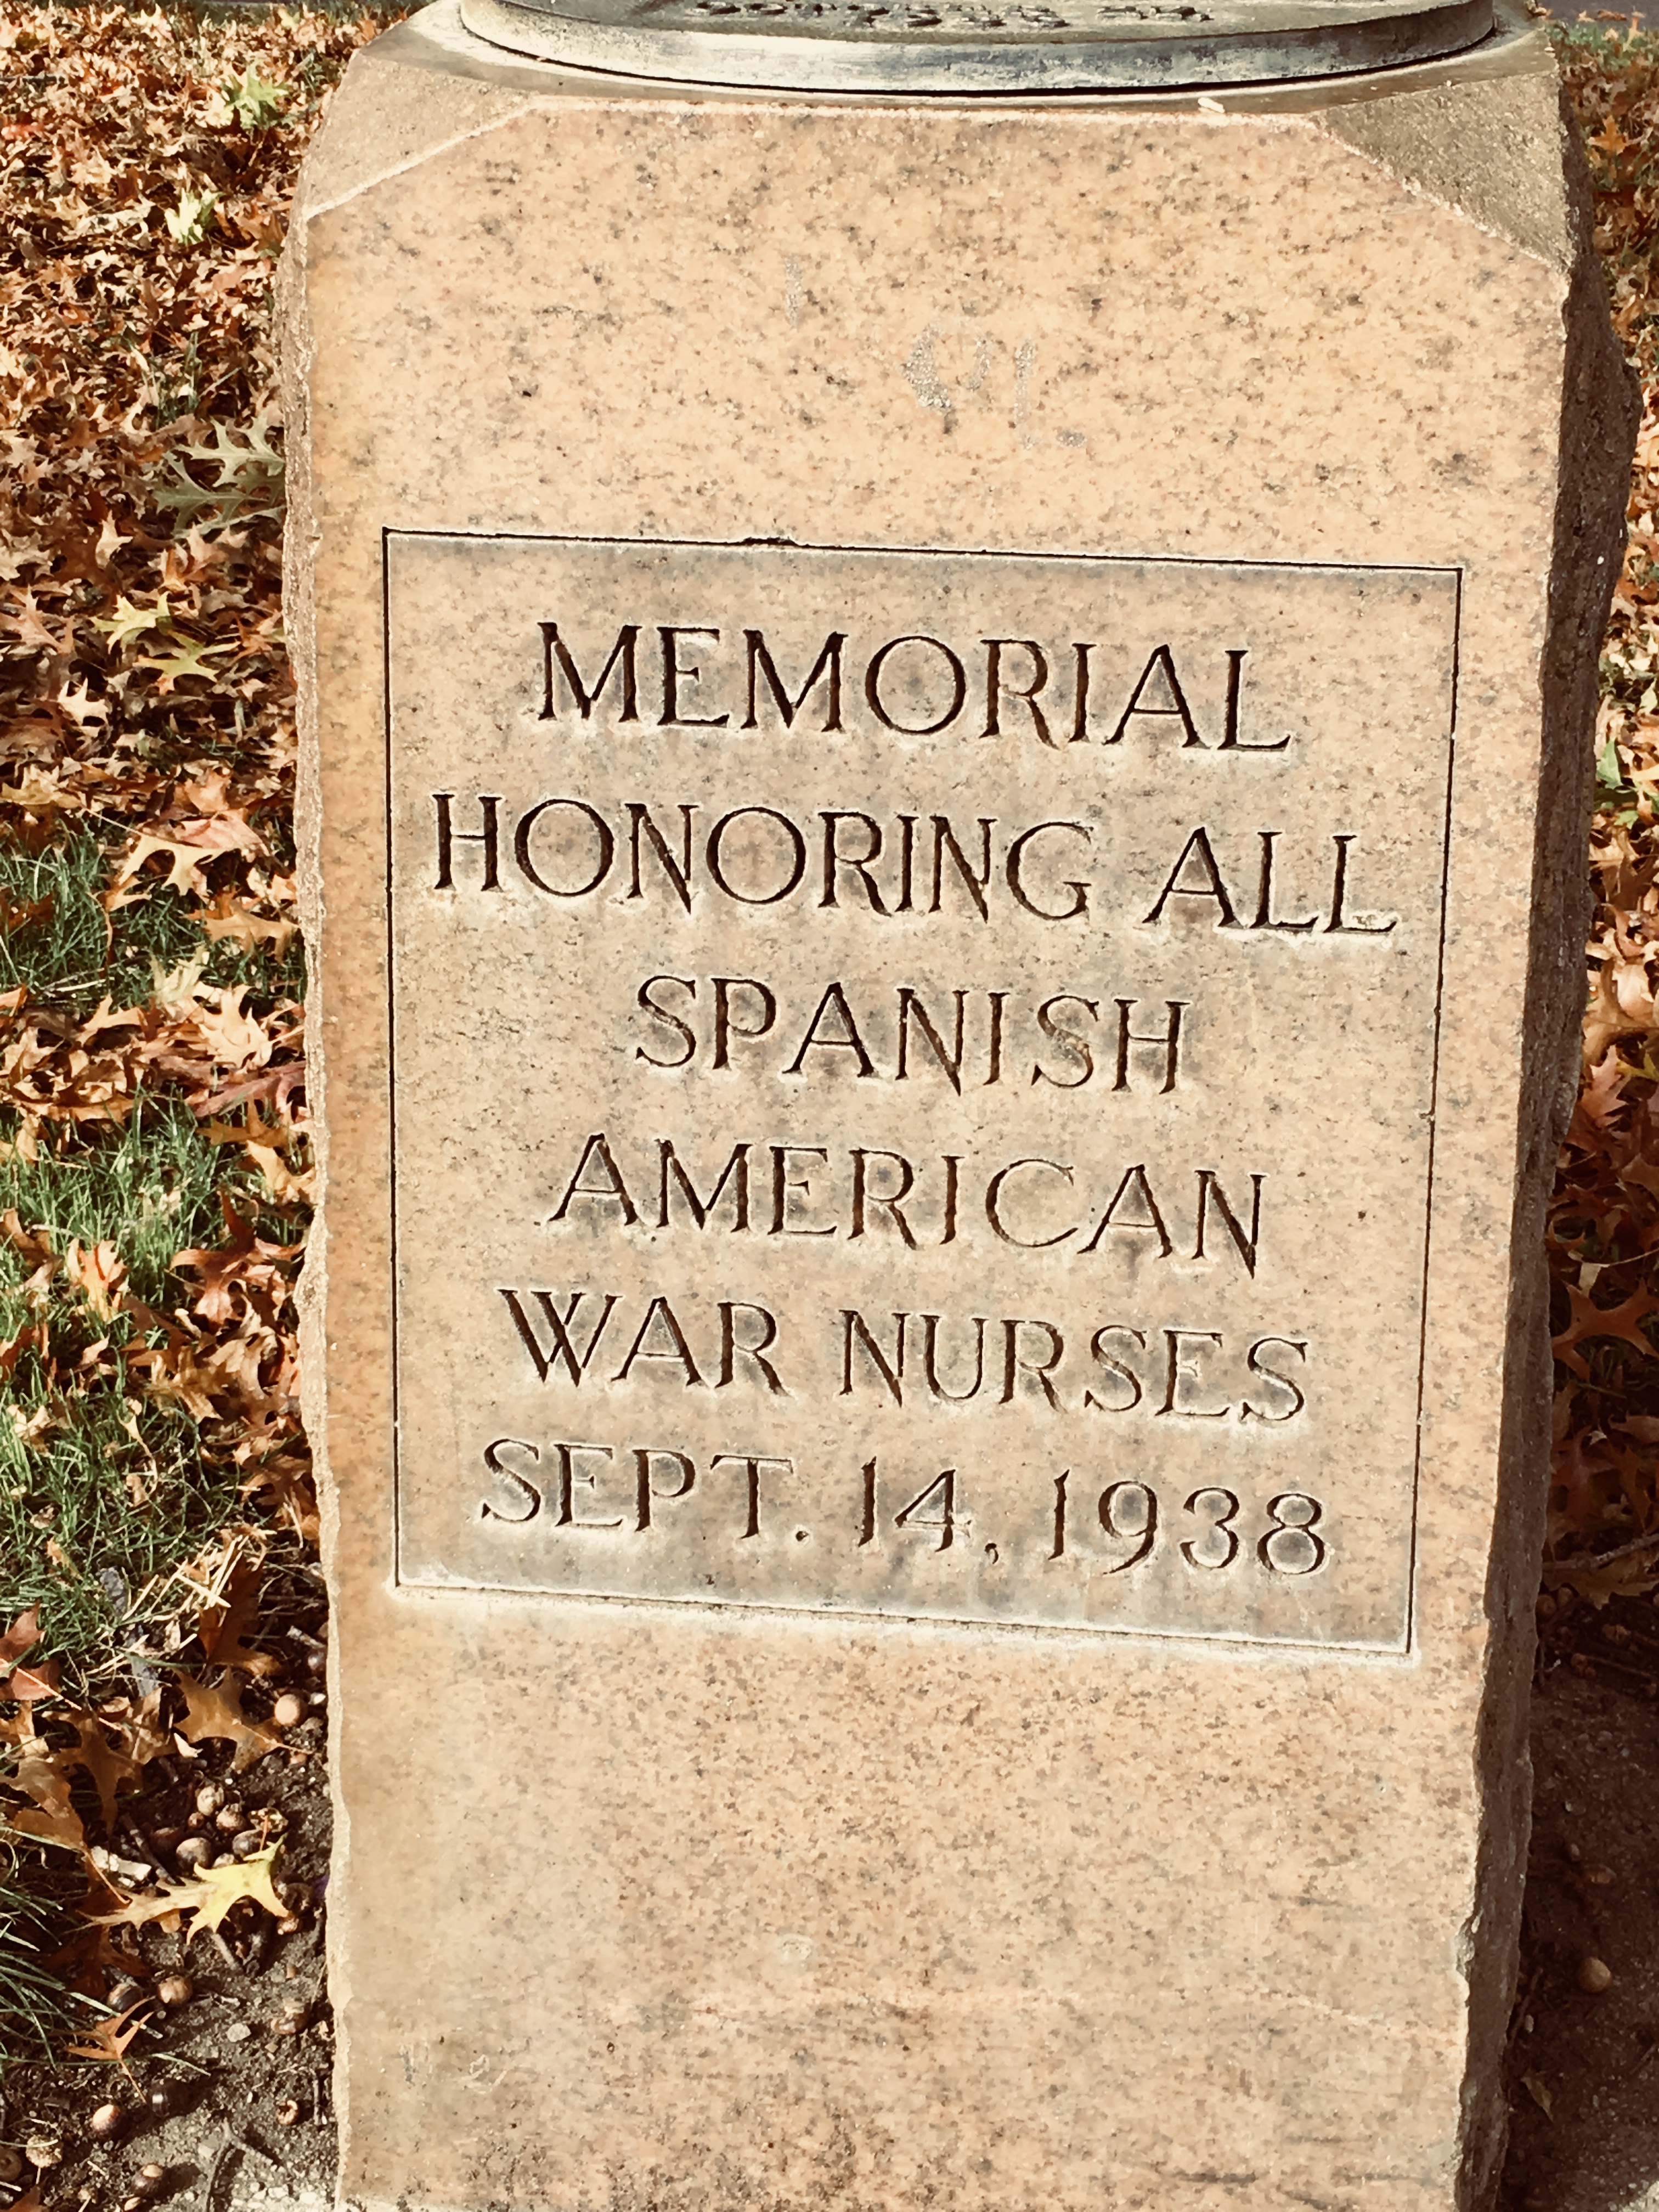 MEMORIAL
HONORING ALL
SPANISH
AMERICAN
WAR NURSES
SEPT. 14, 1938